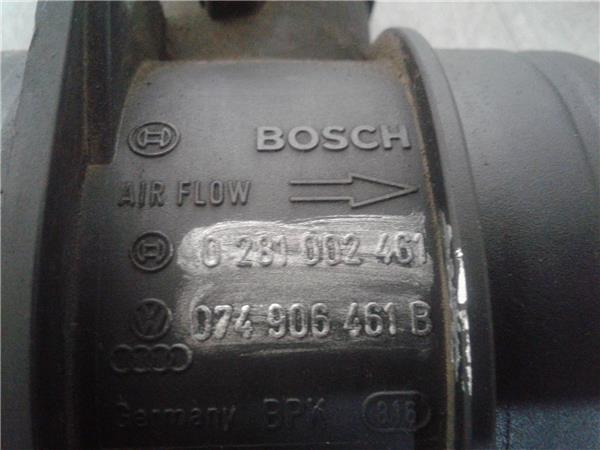 BOSCH
AIR FLOW
0 281 002 461
074 906 461 B
Germany BPK 816